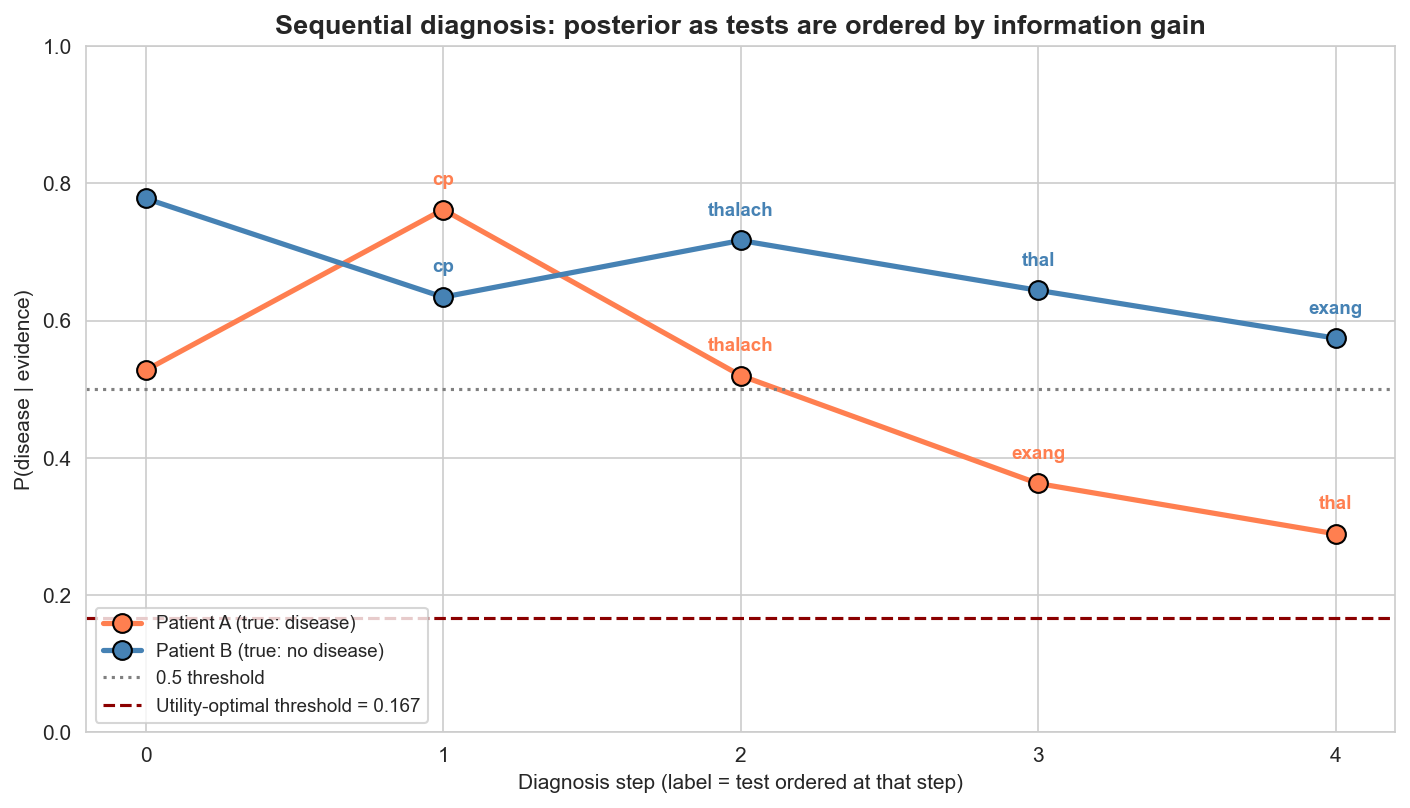 Sequential diagnosis: posterior as tests are ordered by information gain
P(disease | evidence)
1.0
0.8
0.6
0.4
0.2
0.0
cp
cp
thalach
thalach
thal
exang
exang
thal
Patient A (true: disease)
Patient B (true: no disease)
0.5 threshold
Utility-optimal threshold = 0.167
0 1 2 3 4
Diagnosis step (label = test ordered at that step)